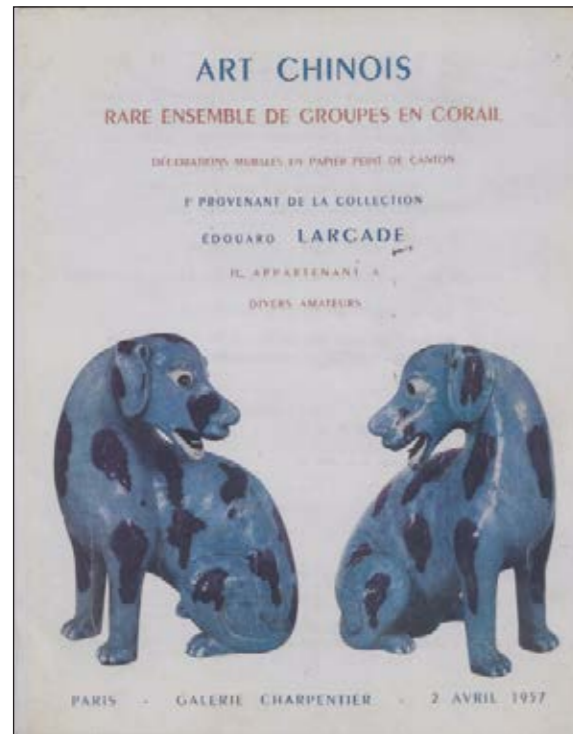 ART CHINOIS
RARE ENSEMBLE DE GROUPES EN CORAIL
DÉCORATIONS MURALES EN PAPIER PEINT DE CANTON
I° PROVENANT DE LA COLLECTION
ÉDOUARD LARCADE
II. APPARTENANT A
DIVERS AMATEURS
PARIS - GALERIE CHARPENTIER - 2 AVRIL 1957